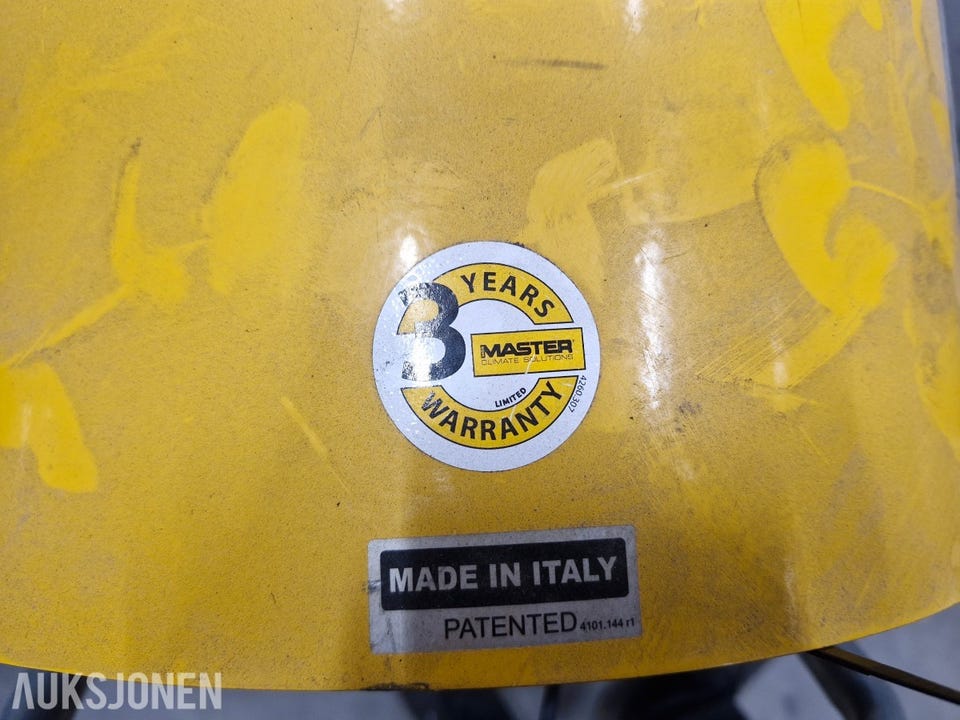 3 YEARS
MASTER
CLIMATE SOLUTIONS
LIMITED
WARRANTY
4260.307
MADE IN ITALY
PATENTED 4101.144 r1
AUKSJONEN